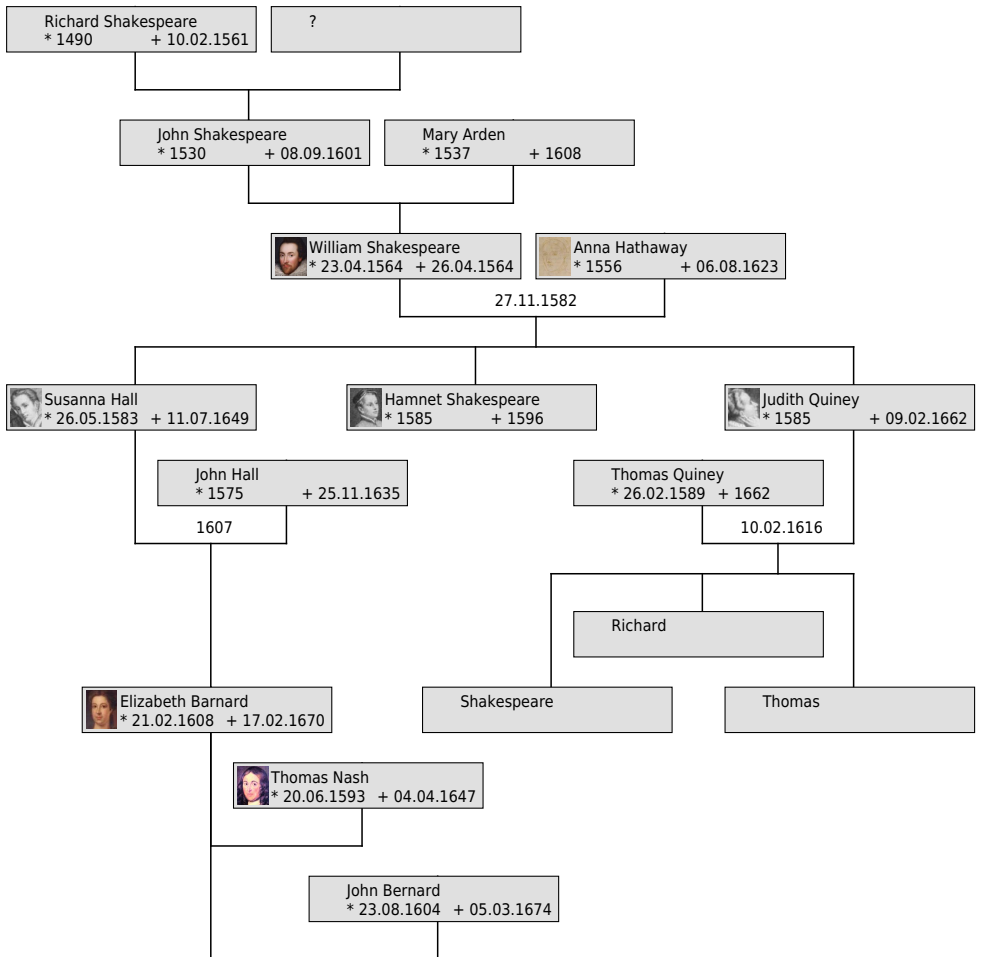 Richard Shakespeare
* 1490 + 10.02.1561
?
John Shakespeare
* 1530 + 08.09.1601
Mary Arden
* 1537 + 1608
William Shakespeare
* 23.04.1564 + 26.04.1564
Anna Hathaway
* 1556 + 06.08.1623
27.11.1582
Susanna Hall
* 26.05.1583 + 11.07.1649
Hamnet Shakespeare
* 1585 + 1596
Judith Quiney
* 1585 + 09.02.1662
John Hall
* 1575 + 25.11.1635
Thomas Quiney
* 26.02.1589 + 1662
1607
10.02.1616
Richard
Elizabeth Barnard
* 21.02.1608 + 17.02.1670
Shakespeare
Thomas
Thomas Nash
* 20.06.1593 + 04.04.1647
John Bernard
* 23.08.1604 + 05.03.1674